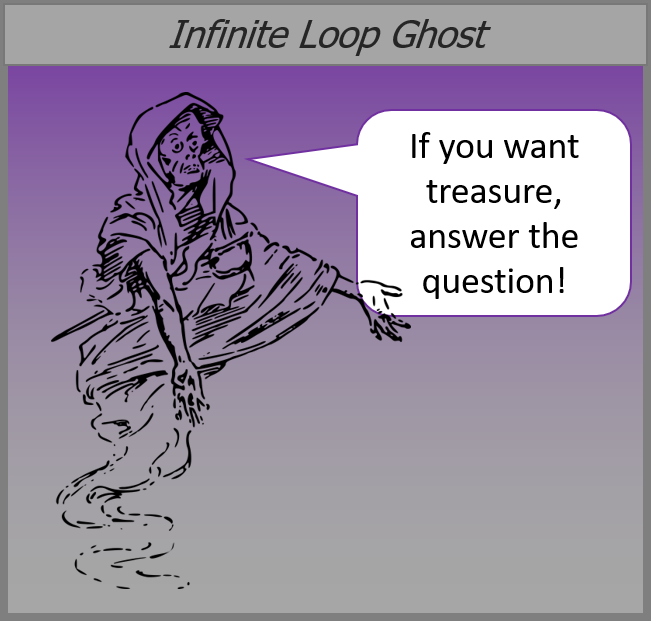 Infinite Loop Ghost
If you want
treasure,
answer the
question!